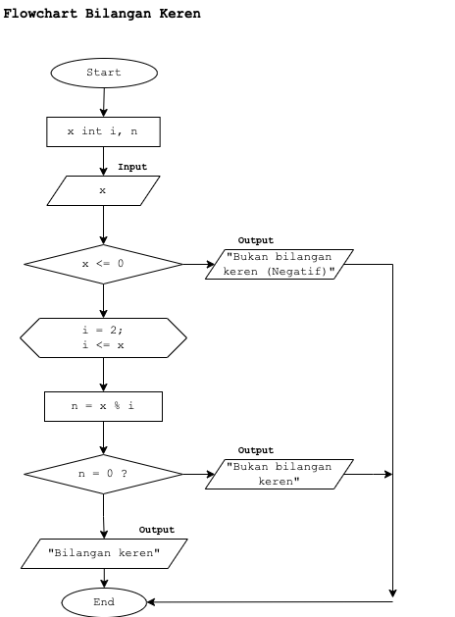 Flowchart Bilangan Keren
Start
x int i, n
Input
x
x <= 0
Output
"Bukan bilangan
keren (Negatif)"
i = 2;
i <= x
n = x % i
n = 0 ?
Output
"Bukan bilangan
keren"
Output
"Bilangan keren"
End